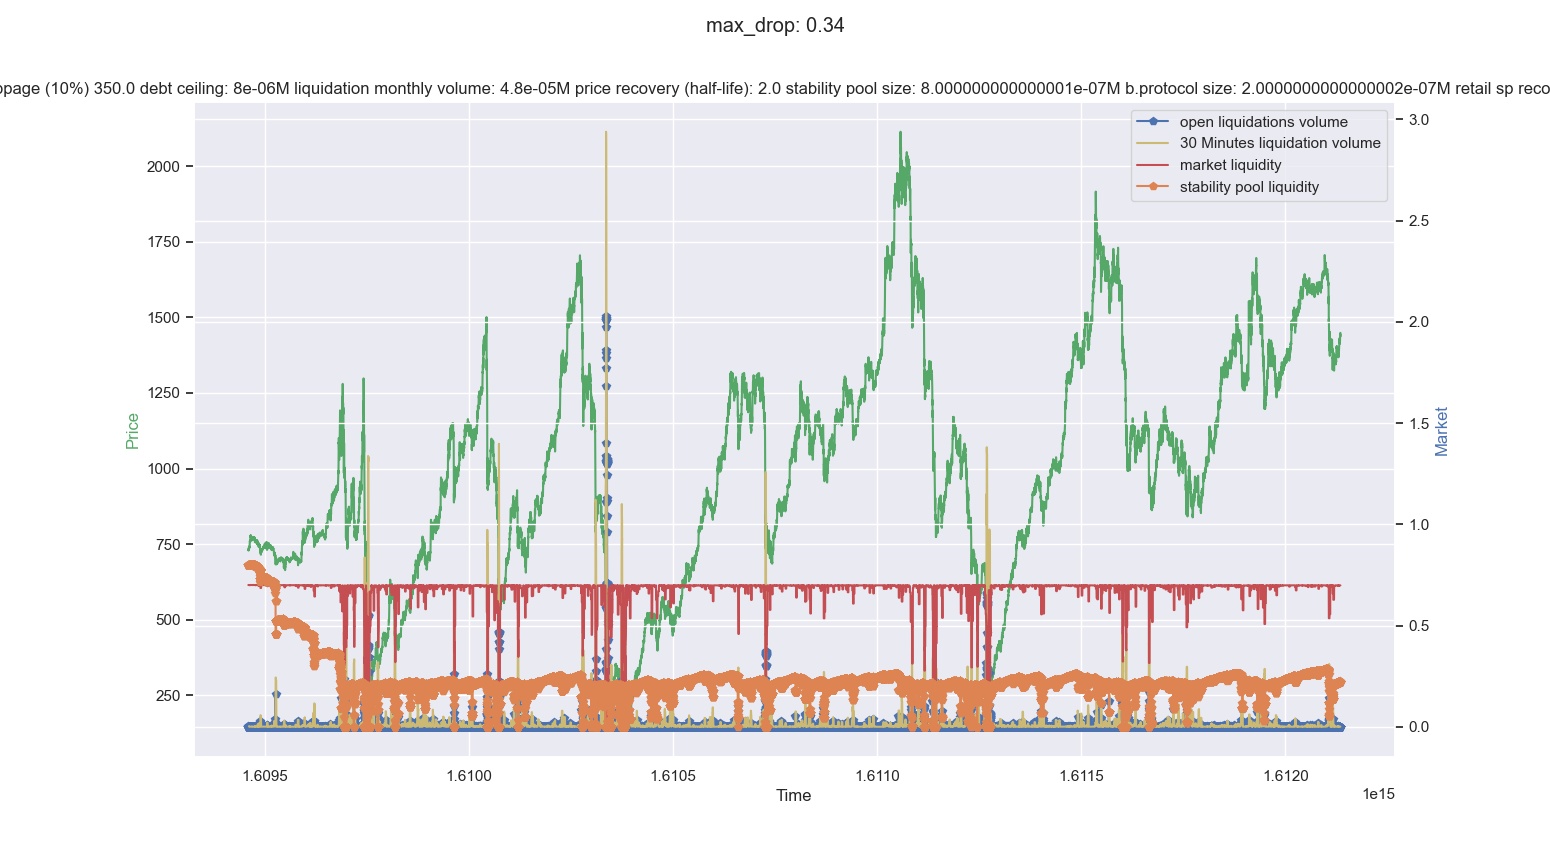 max_drop: 0.34
ppage (10%) 350.0 debt ceiling: 8e-06M liquidation monthly volume: 4.8e-05M price recovery (half-life): 2.0 stability pool size: 8.000000000000001e-07M b.protocol size: 2.0000000000000002e-07M retail sp reco
open liquidations volume
30 Minutes liquidation volume
market liquidity
stability pool liquidity
Price
2000
1750
1500
1250
1000
750
500
250
3.0
2.5
2.0
1.5
1.0
0.5
0.0
Market
1.6095 1.6100 1.6105 1.6110 1.6115 1.6120
1e15
Time